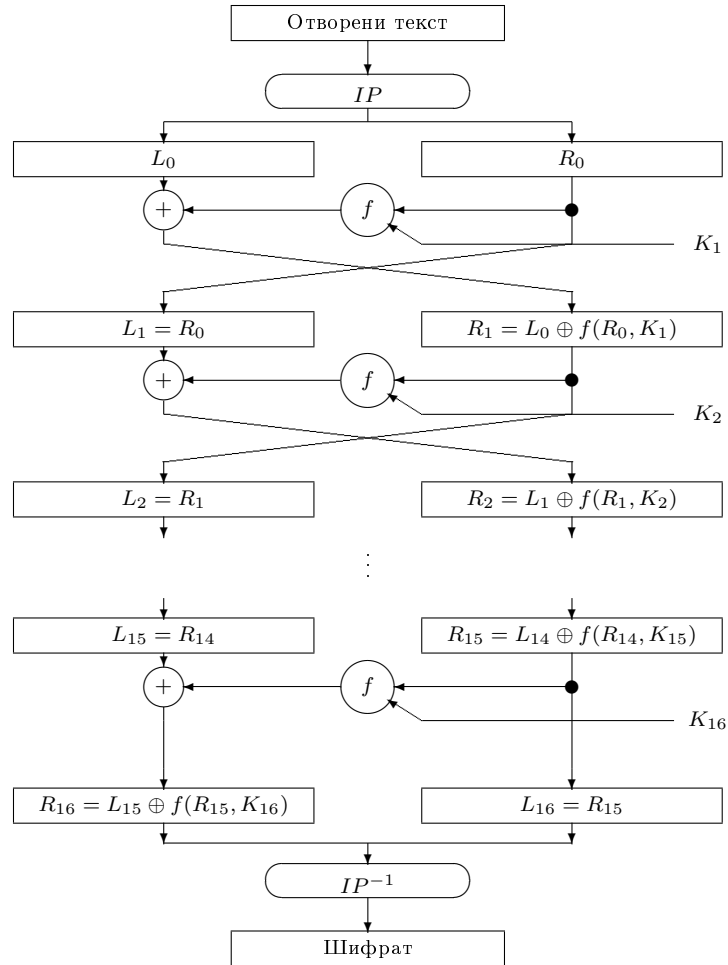 Отворени текст
IP
L₀ R₀
+ f
K₁
L₁ = R₀ R₁ = L₀ ⊕ f(R₀, K₁)
+ f
K₂
L₂ = R₁ R₂ = L₁ ⊕ f(R₁, K₂)
⋮
L₁₅ = R₁₄ R₁₅ = L₁₄ ⊕ f(R₁₄, K₁₅)
+ f
K₁₆
R₁₆ = L₁₅ ⊕ f(R₁₅, K₁₆) L₁₆ = R₁₅
IP⁻¹
Шифрат